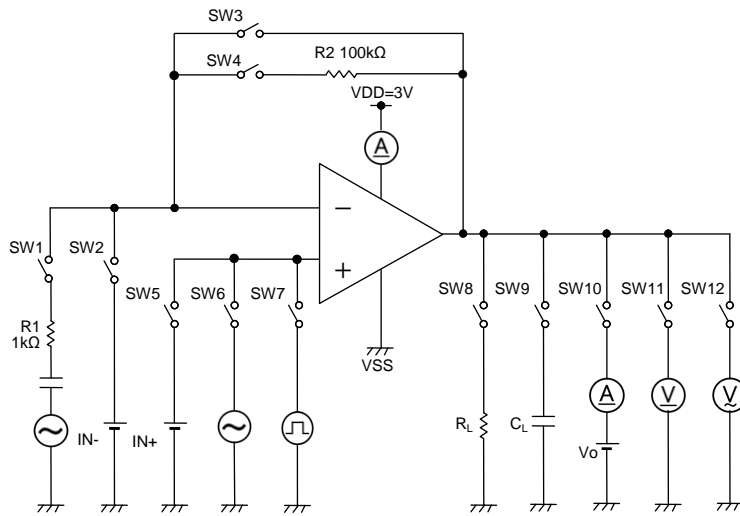 SW3
R2 100kΩ
SW4
VDD=3V
A
−
+
SW1
SW2
SW5
SW6
SW7
SW8
SW9
SW10
SW11
SW12
R1
1kΩ
VSS
A
V
V
IN-
IN+
RL
CL
Vo